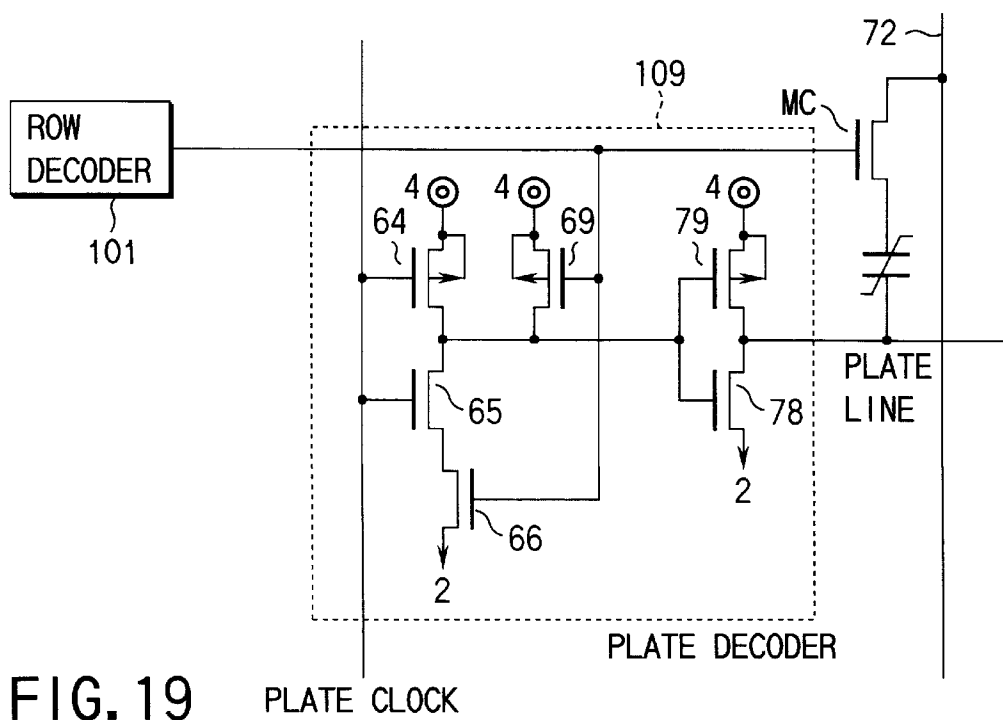 72
109
MC
ROW
DECODER
101
4
4
4
64
69
79
65
78
PLATE
LINE
66
2
2
PLATE DECODER
FIG.19
PLATE CLOCK